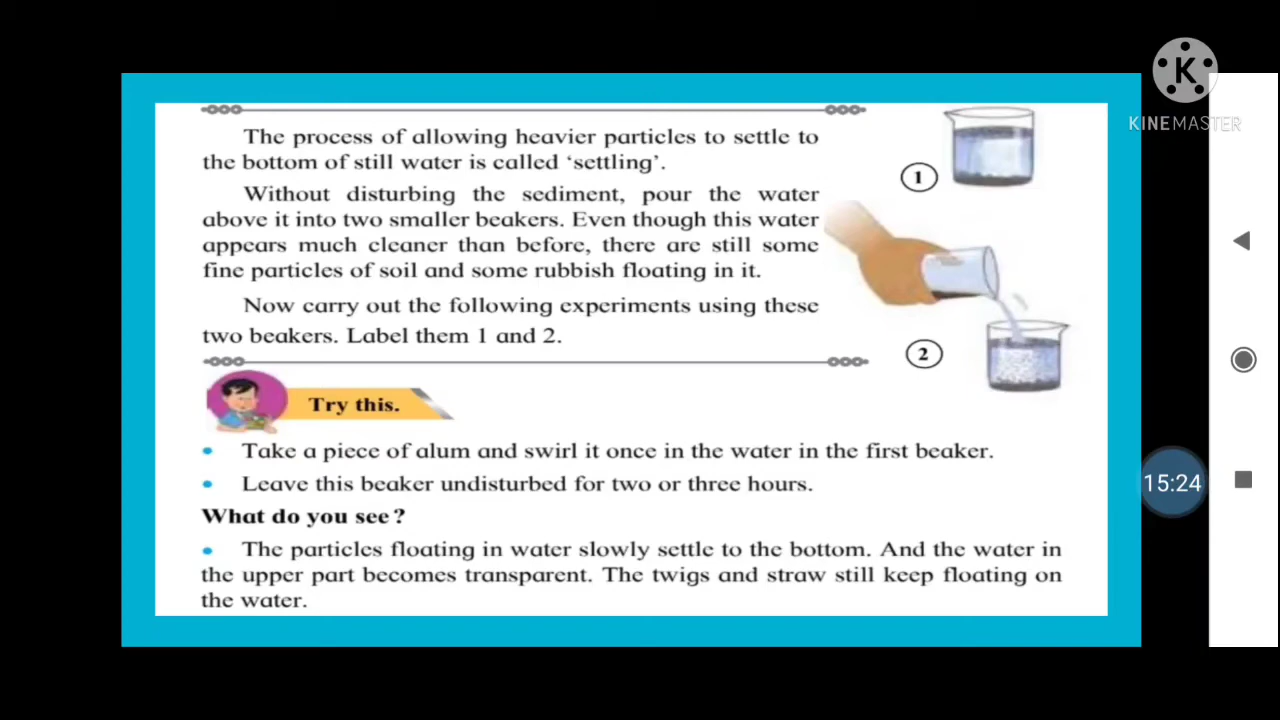 K
KINEMASTER
The process of allowing heavier particles to settle to
the bottom of still water is called ‘settling’.
1
Without disturbing the sediment, pour the water
above it into two smaller beakers. Even though this water
appears much cleaner than before, there are still some
fine particles of soil and some rubbish floating in it.
Now carry out the following experiments using these
two beakers. Label them 1 and 2.
2
Try this.
• Take a piece of alum and swirl it once in the water in the first beaker.
• Leave this beaker undisturbed for two or three hours.
15:24
What do you see?
• The particles floating in water slowly settle to the bottom. And the water in
the upper part becomes transparent. The twigs and straw still keep floating on
the water.